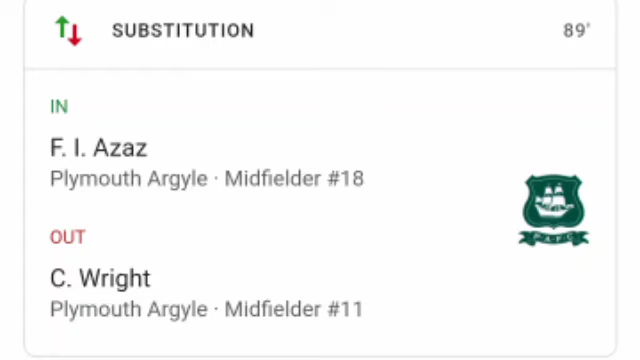 SUBSTITUTION 89'
IN
F. I. Azaz
Plymouth Argyle · Midfielder #18
P.A.F.C
OUT
C. Wright
Plymouth Argyle · Midfielder #11